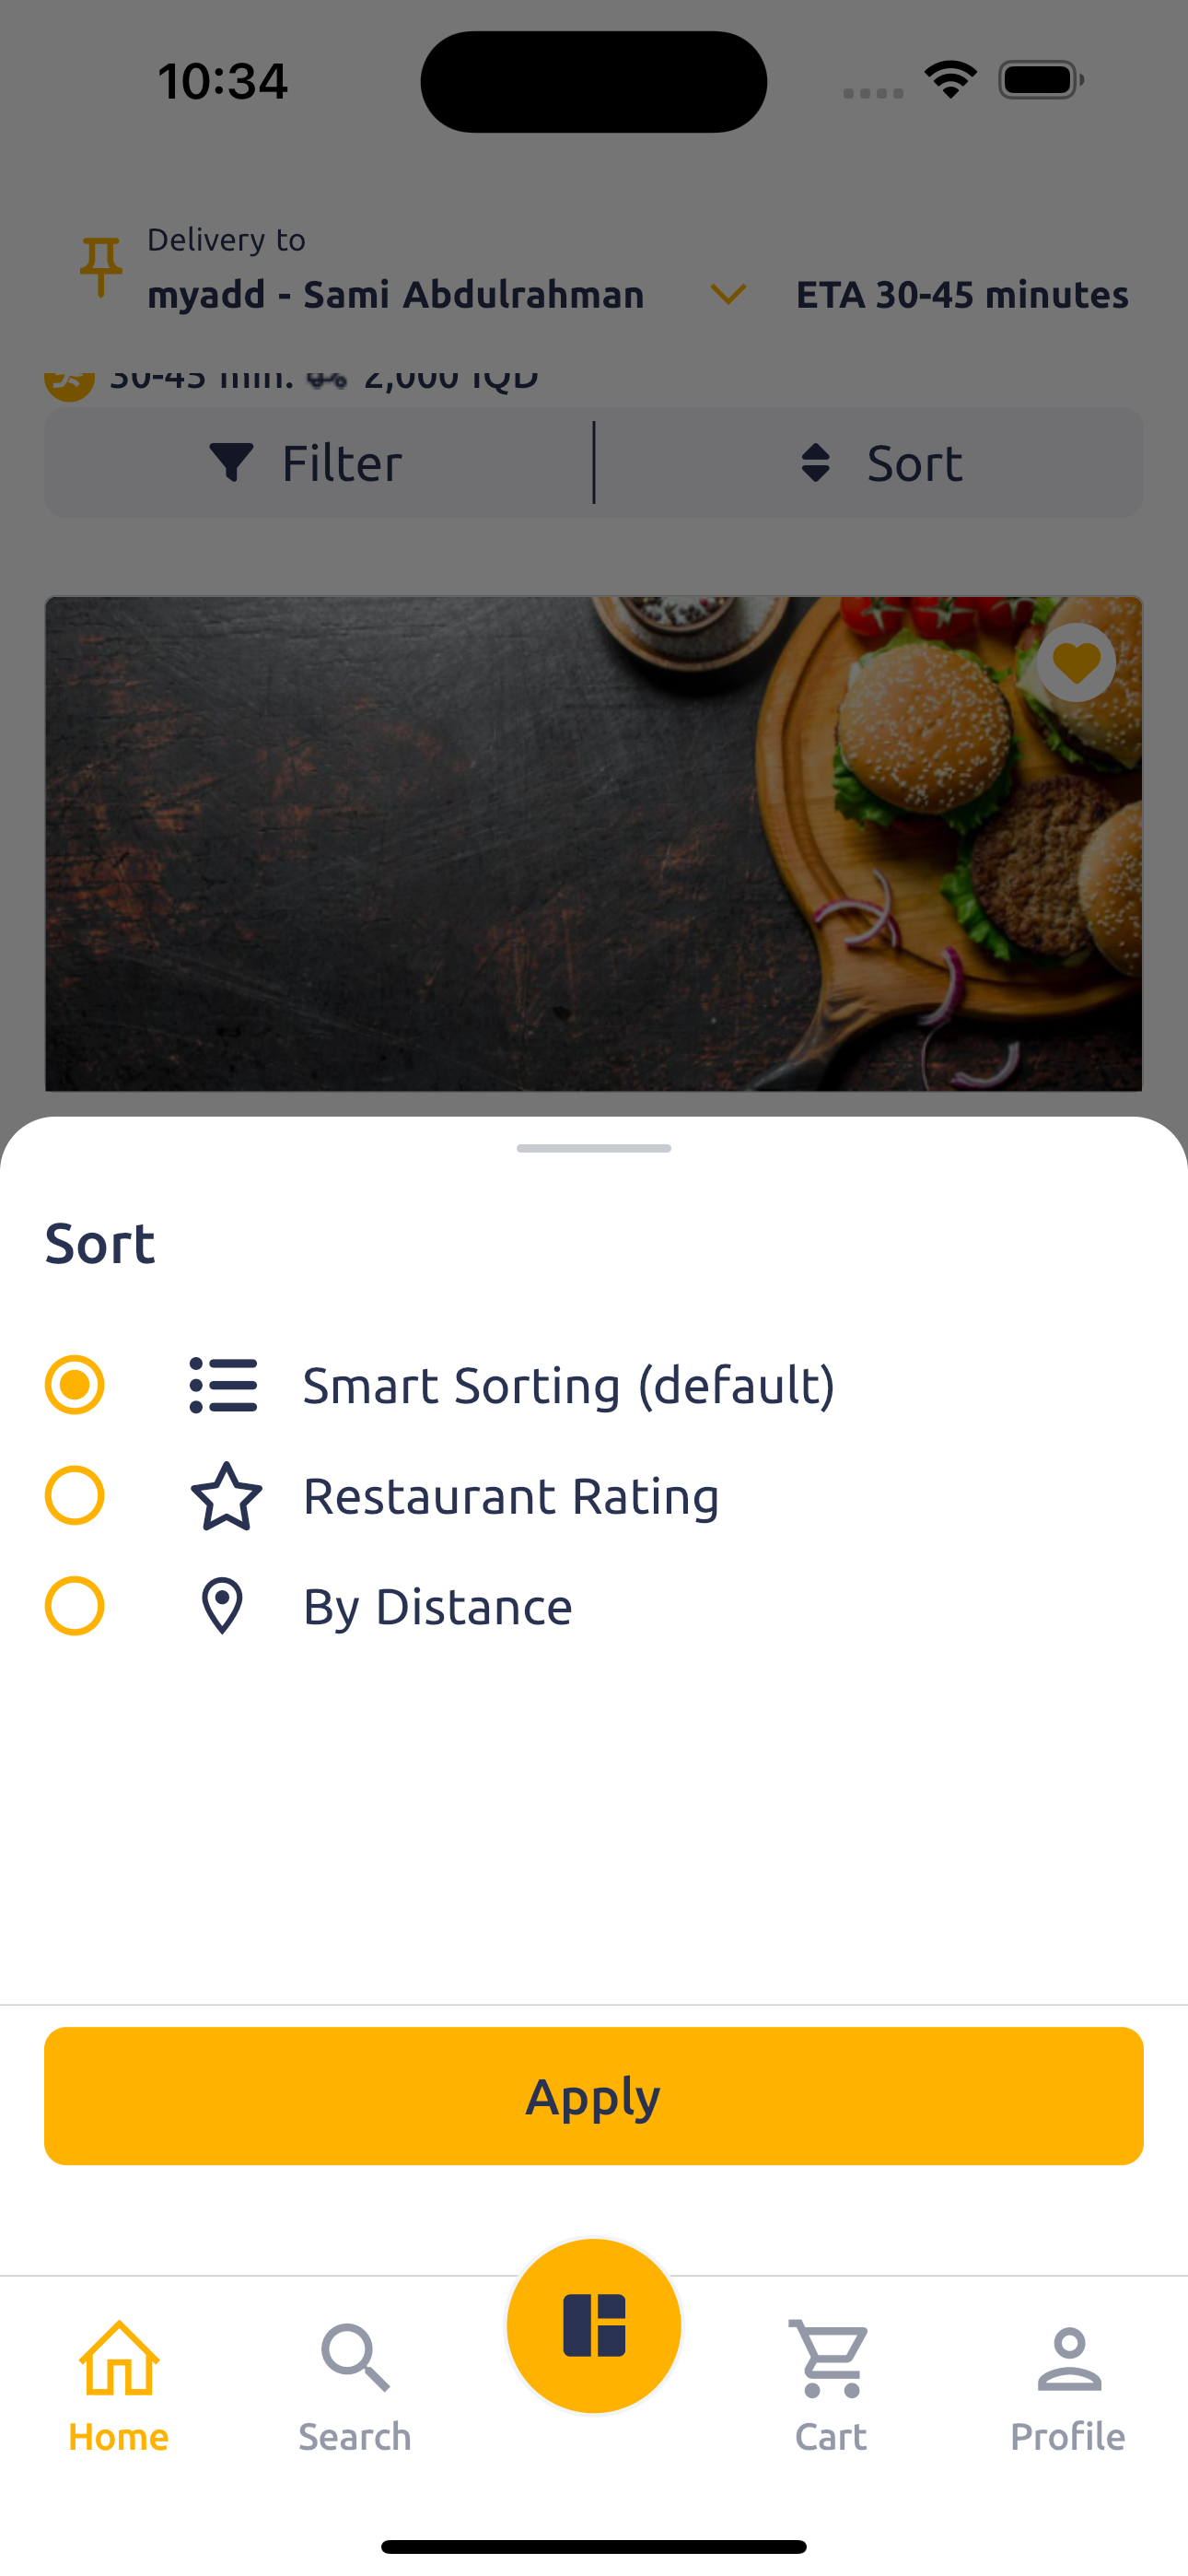 10:34
Delivery to
myadd - Sami Abdulrahman
ETA 30-45 minutes
30-45 min. 2,000 IQD
Filter
Sort
Sort
Smart Sorting (default)
Restaurant Rating
By Distance
Apply
Home
Search
Cart
Profile